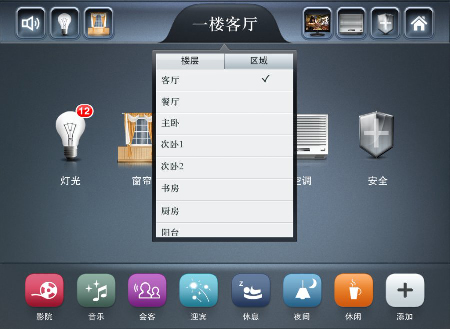 一楼客厅
楼层 区域
客厅
餐厅
主卧
次卧1
次卧2
书房
厨房
阳台
12
灯光 窗帘 空调 安全
Z
影院 音乐 会客 迎宾 休息 夜间 休闲 添加